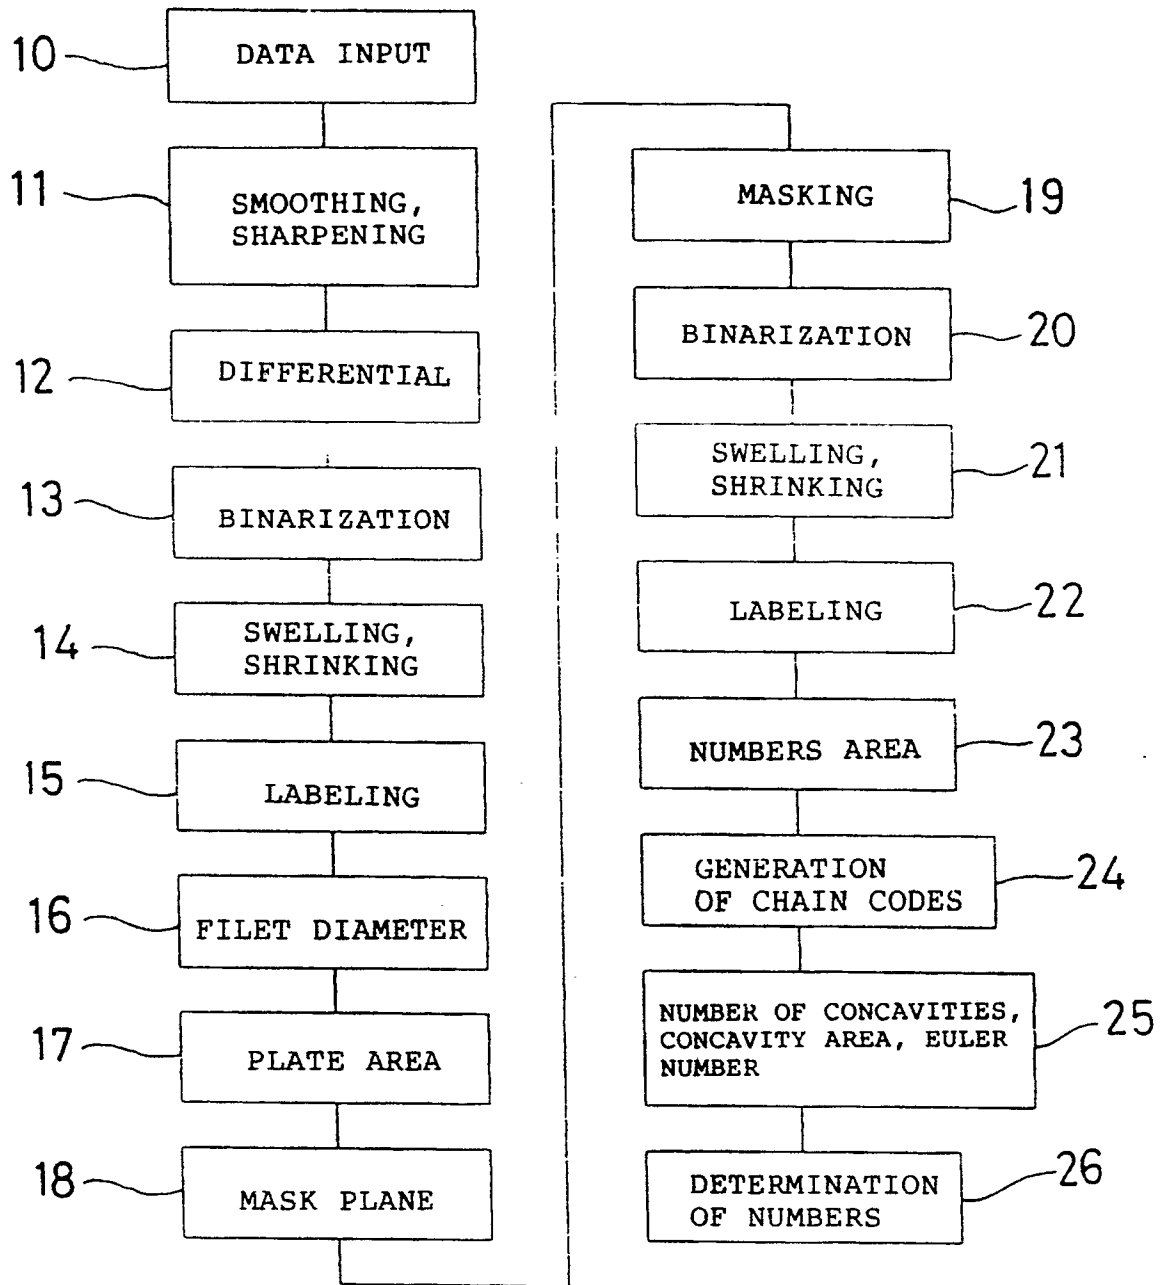 10
DATA INPUT
11
SMOOTHING,
SHARPENING
12
DIFFERENTIAL
13
BINARIZATION
14
SWELLING,
SHRINKING
15
LABELING
16
FILET DIAMETER
17
PLATE AREA
18
MASK PLANE
MASKING
19
BINARIZATION
20
SWELLING,
SHRINKING
21
LABELING
22
NUMBERS AREA
23
GENERATION
OF CHAIN CODES
24
NUMBER OF CONCAVITIES,
CONCAVITY AREA, EULER
NUMBER
25
DETERMINATION
OF NUMBERS
26